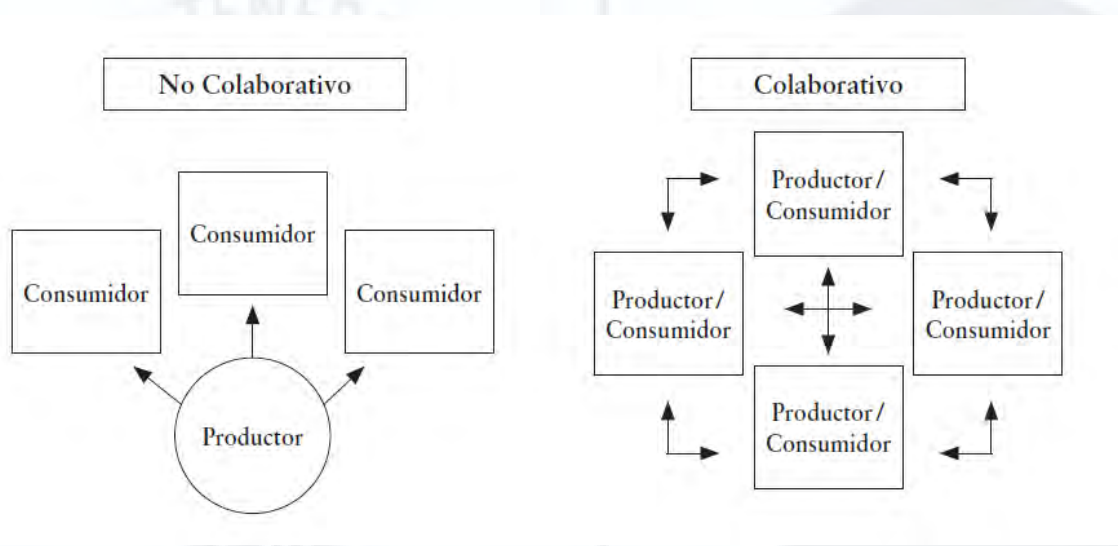 No Colaborativo
Consumidor
Consumidor
Consumidor
Productor
Colaborativo
Productor/
Consumidor
Productor/
Consumidor
Productor/
Consumidor
Productor/
Consumidor